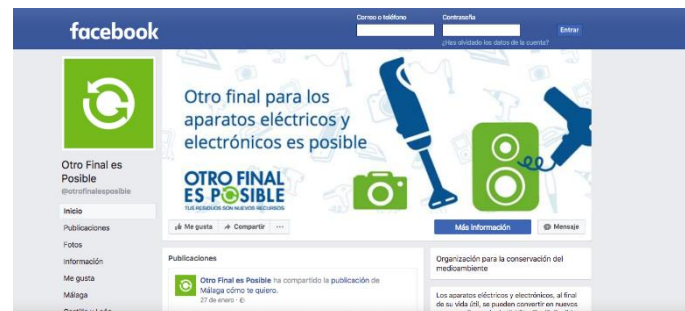 facebook
Correo o teléfono
Contraseña
Entrar
¿Has olvidado los datos de la cuenta?
Otro final para los
aparatos eléctricos y
electrónicos es posible
OTRO FINAL
ES POSIBLE
TUS RESIDUOS SON NUEVOS RECURSOS
Otro Final es
Posible
@otrofinalesposible
Inicio
Publicaciones
Fotos
Información
Me gusta
Málaga
Castilla y León
Me gusta
Compartir
Más información
Mensaje
Publicaciones
Otro Final es Posible ha compartido la publicación de
Málaga cómo te quiero.
27 de enero
Organización para la conservación del
medioambiente
Los aparatos eléctricos y electrónicos, al final
de su vida útil, se pueden convertir en nuevos